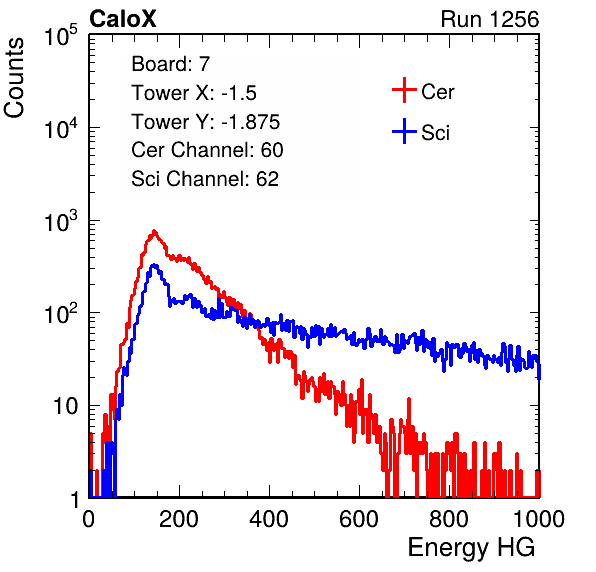 CaloX Run 1256
Counts
Board: 7
Tower X: -1.5
Tower Y: -1.875
Cer Channel: 60
Sci Channel: 62
Cer
Sci
10^5
10^4
10^3
10^2
10
1
0 200 400 600 800 1000
Energy HG